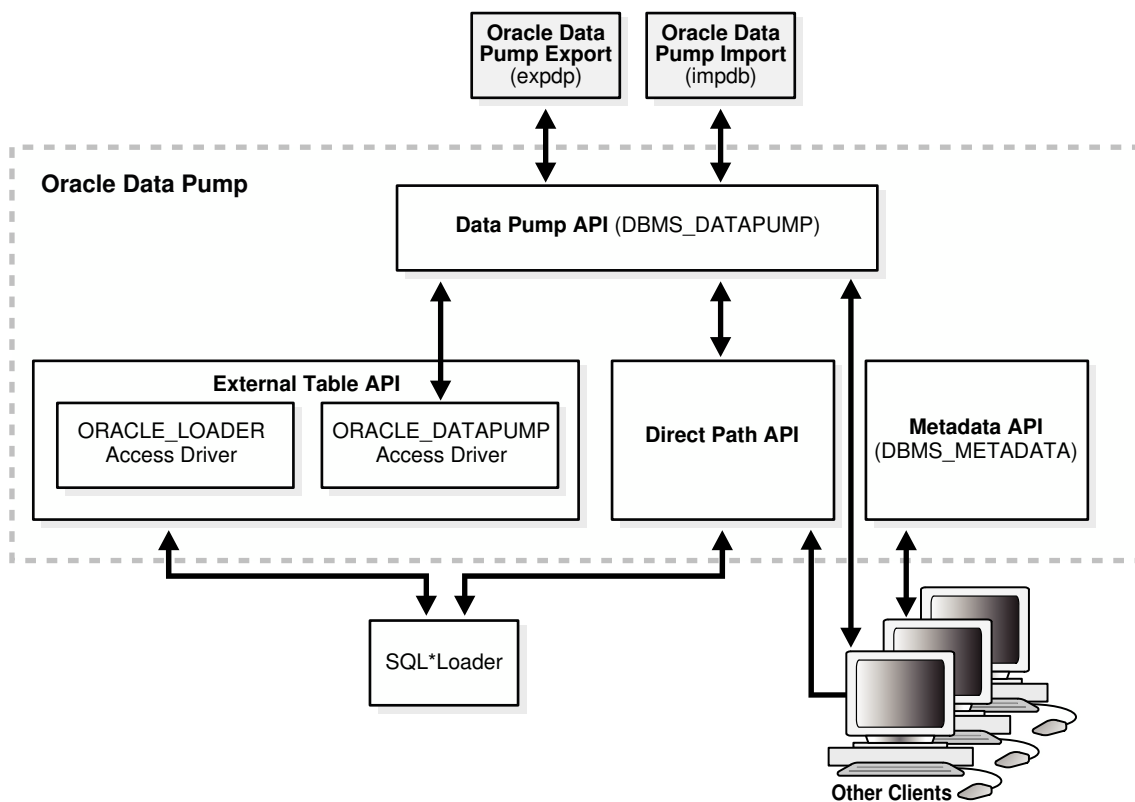 Oracle Data
Pump Export
(expdp)
Oracle Data
Pump Import
(impdb)
Oracle Data Pump
Data Pump API (DBMS_DATAPUMP)
External Table API
ORACLE_LOADER
Access Driver
ORACLE_DATAPUMP
Access Driver
Direct Path API
Metadata API
(DBMS_METADATA)
SQL*Loader
Other Clients